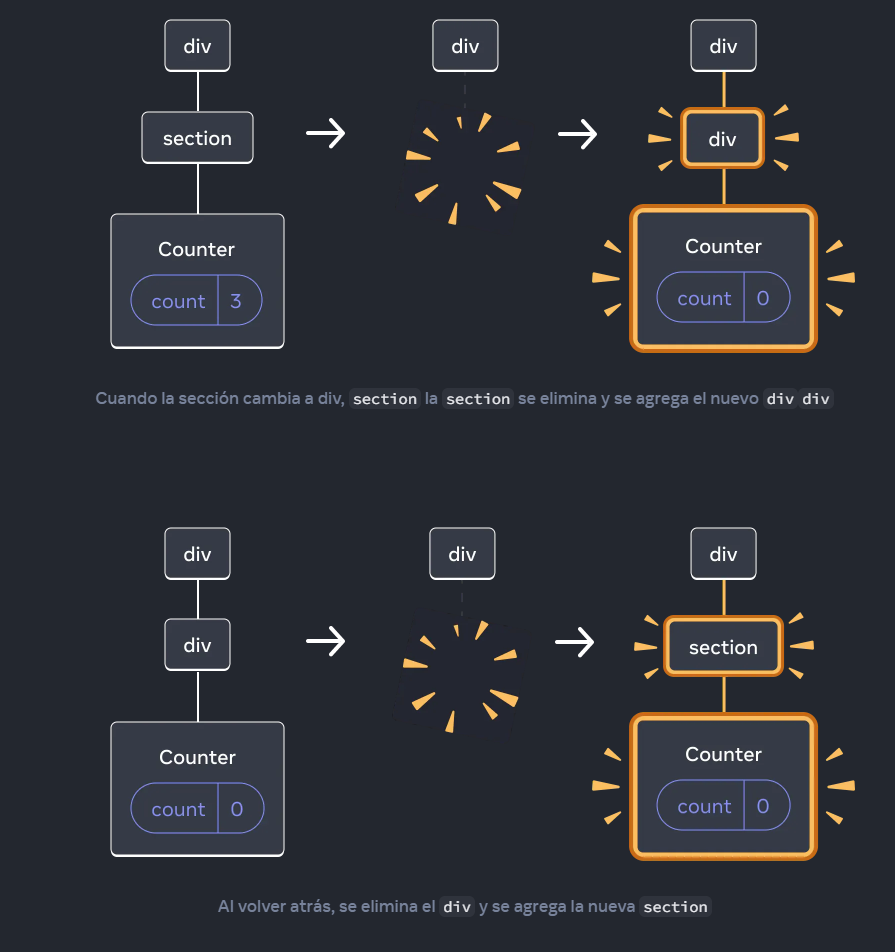 div div div
section div
Counter Counter
count 3 count 0
Cuando la sección cambia a div, section la section se elimina y se agrega el nuevo div div
div div div
div section
Counter Counter
count 0 count 0
Al volver atrás, se elimina el div y se agrega la nueva section